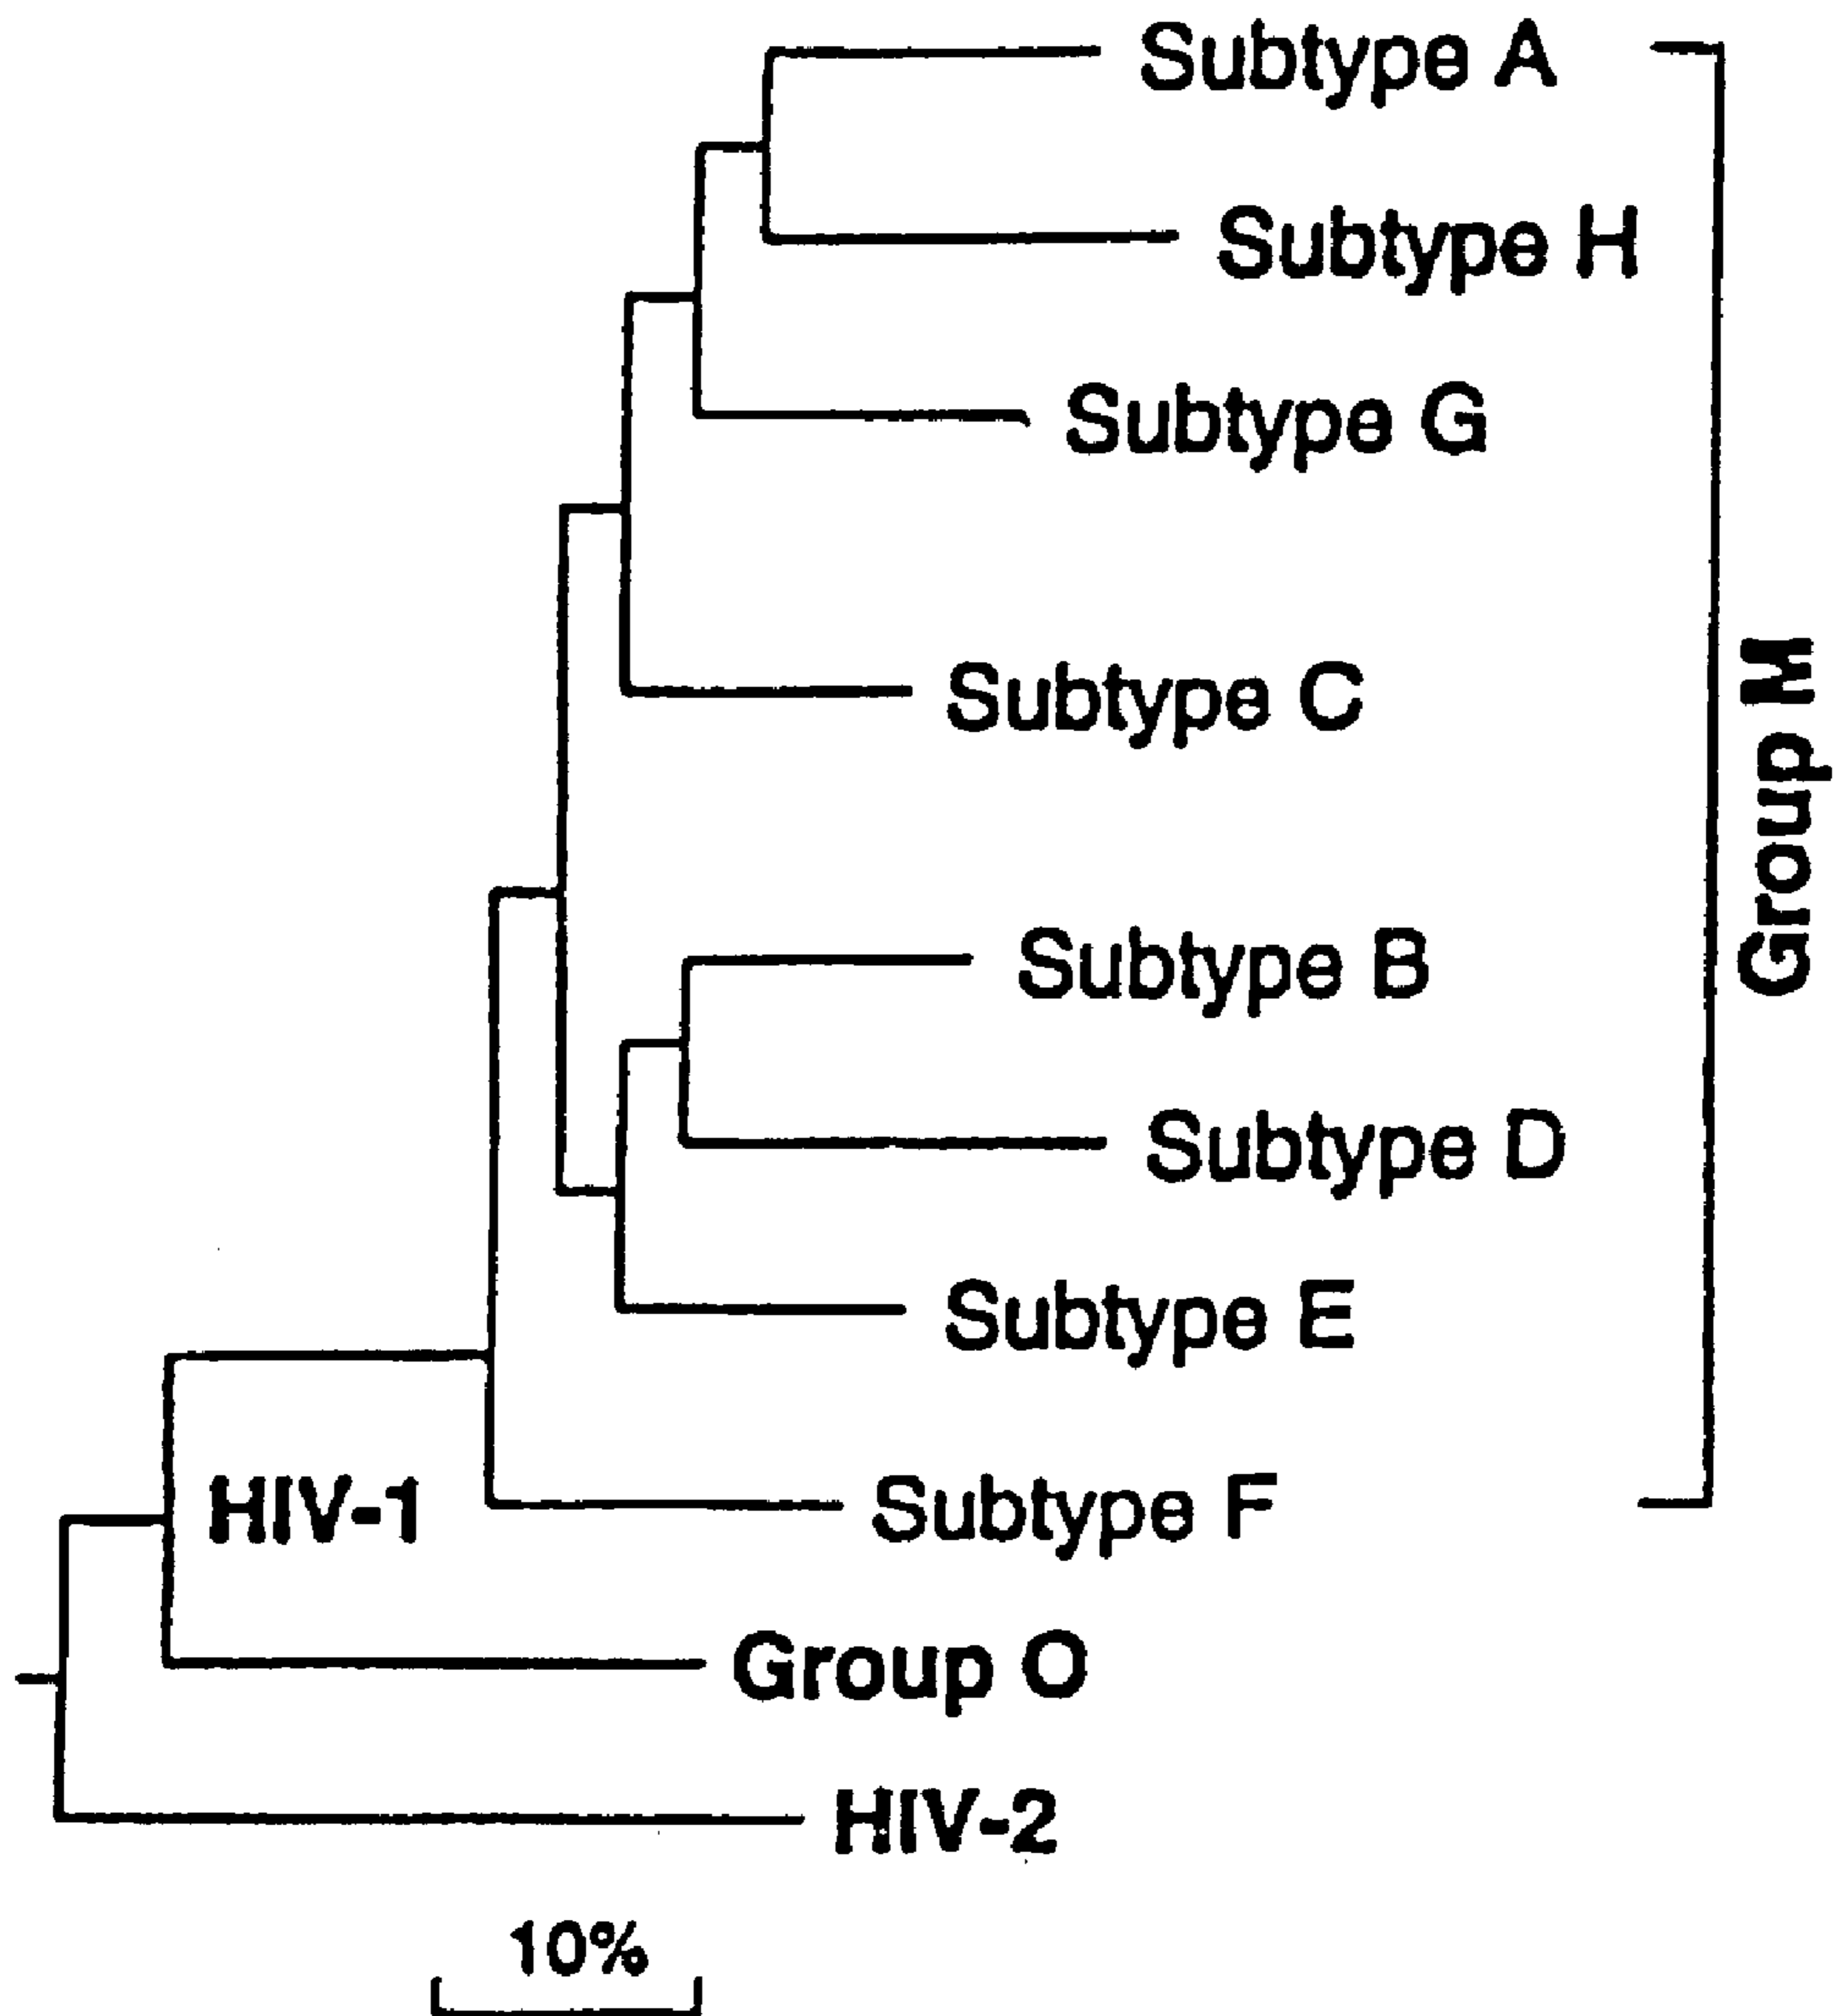 Subtype A
Subtype H
Subtype G
Subtype C
Group M
Subtype B
Subtype D
Subtype E
HIV-1
Subtype F
Group O
HIV-2
10%